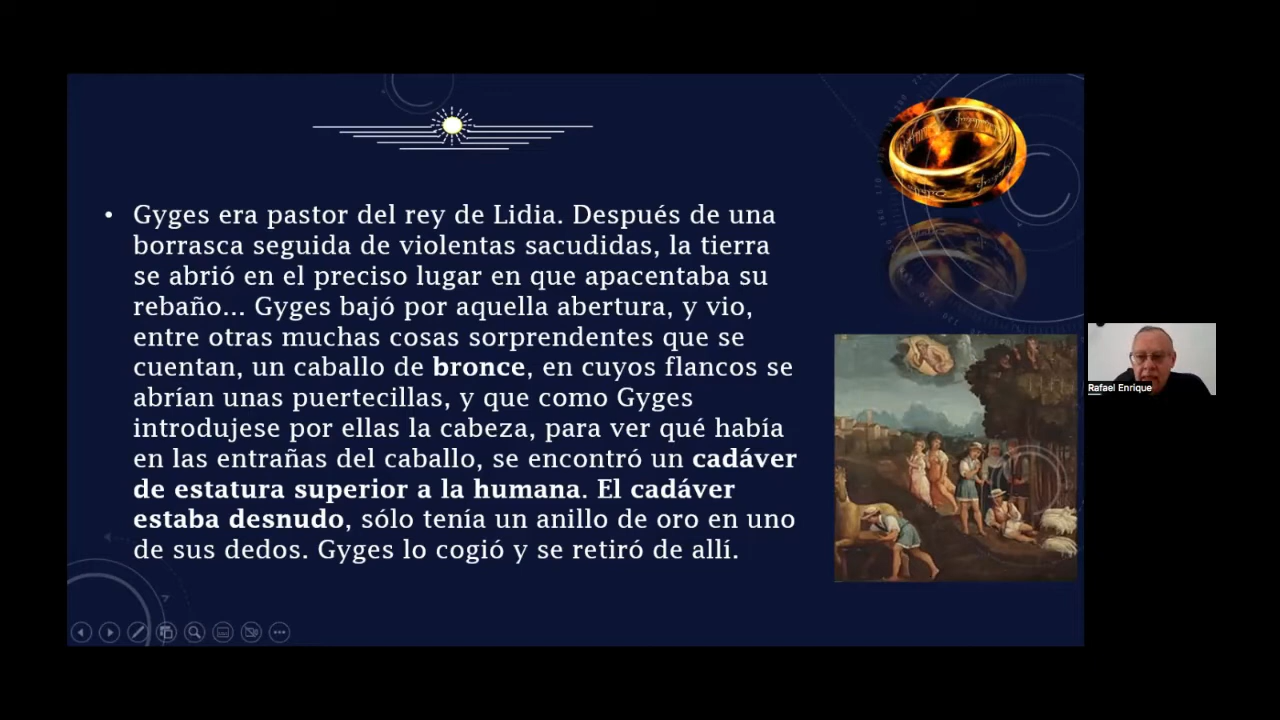 • Gyges era pastor del rey de Lidia. Después de una
borrasca seguida de violentas sacudidas, la tierra
se abrió en el preciso lugar en que apacentaba su
rebaño... Gyges bajó por aquella abertura, y vio,
entre otras muchas cosas sorprendentes que se
cuentan, un caballo de bronce, en cuyos flancos se
abrían unas puertecillas, y que como Gyges
introdujese por ellas la cabeza, para ver qué había
en las entrañas del caballo, se encontró un cadáver
de estatura superior a la humana. El cadáver
estaba desnudo, sólo tenía un anillo de oro en uno
de sus dedos. Gyges lo cogió y se retiró de allí.
Rafael Enrique